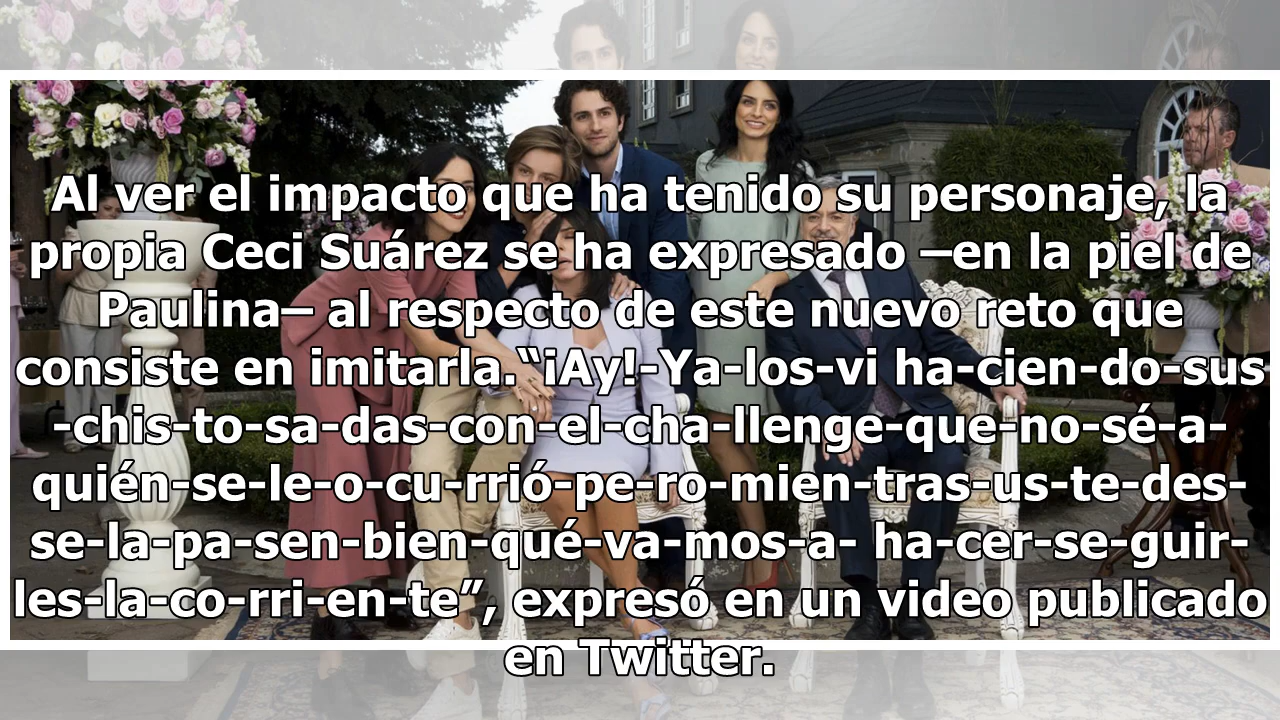 Al ver el impacto que ha tenido su personaje, la
propia Ceci Suárez se ha expresado –en la piel de
Paulina– al respecto de este nuevo reto que
consiste en imitarla.“¡Ay!-Ya-los-vi ha-cien-do-sus
-chis-to-sa-das-con-el-cha-llenge-que-no-sé-a-
quién-se-le-o-cu-rrió-pe-ro-mien-tras-us-te-des-
se-la-pa-sen-bien-qué-va-mos-a- ha-cer-se-guir-
les-la-co-rri-en-te”, expresó en un video publicado
en Twitter.